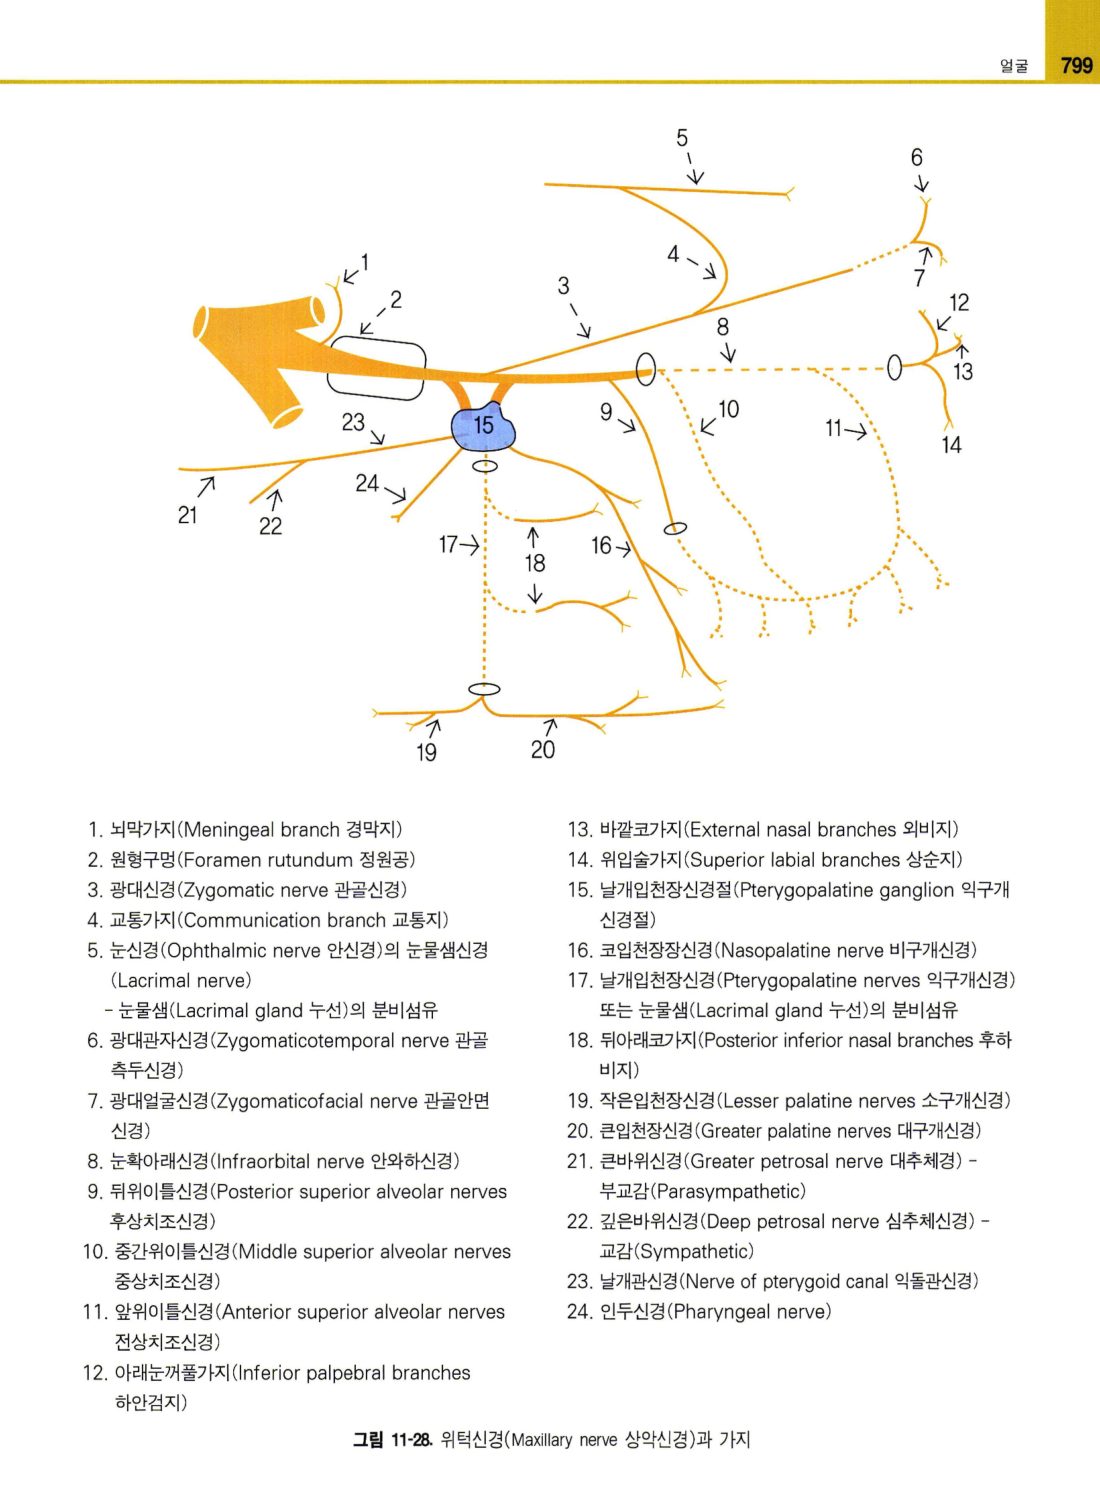 얼굴 799
5
6
4
7
1
3
2
12
8
13
9
10
11
14
23
15
24
21
22
17
18
16
19
20
1. 뇌막가지(Meningeal branch 경막지)
2. 원형구멍(Foramen rutundum 정원공)
3. 광대신경(Zygomatic nerve 관골신경)
4. 교통가지(Communication branch 교통지)
5. 눈신경(Ophthalmic nerve 안신경)의 눈물샘신경
(Lacrimal nerve)
- 눈물샘(Lacrimal gland 누선)의 분비섬유
6. 광대관자신경(Zygomaticotemporal nerve 관골
측두신경)
7. 광대얼굴신경(Zygomaticofacial nerve 관골안면
신경)
8. 눈확아래신경(Infraorbital nerve 안와하신경)
9. 뒤위이틀신경(Posterior superior alveolar nerves
후상치조신경)
10. 중간위이틀신경(Middle superior alveolar nerves
중상치조신경)
11. 앞위이틀신경(Anterior superior alveolar nerves
전상치조신경)
12. 아래눈꺼풀가지(Inferior palpebral branches
하안검지)
13. 바깥코가지(External nasal branches 외비지)
14. 위입술가지(Superior labial branches 상순지)
15. 날개입천장신경절(Pterygopalatine ganglion 익구개
신경절)
16. 코입천장장신경(Nasopalatine nerve 비구개신경)
17. 날개입천장신경(Pterygopalatine nerves 익구개신경)
또는 눈물샘(Lacrimal gland 누선)의 분비섬유
18. 뒤아래코가지(Posterior inferior nasal branches 후하
비지)
19. 작은입천장신경(Lesser palatine nerves 소구개신경)
20. 큰입천장신경(Greater palatine nerves 대구개신경)
21. 큰바위신경(Greater petrosal nerve 대추체경) -
부교감(Parasympathetic)
22. 깊은바위신경(Deep petrosal nerve 심추체신경) -
교감(Sympathetic)
23. 날개관신경(Nerve of pterygoid canal 익돌관신경)
24. 인두신경(Pharyngeal nerve)
그림 11-28. 위턱신경(Maxillary nerve 상악신경)과 가지